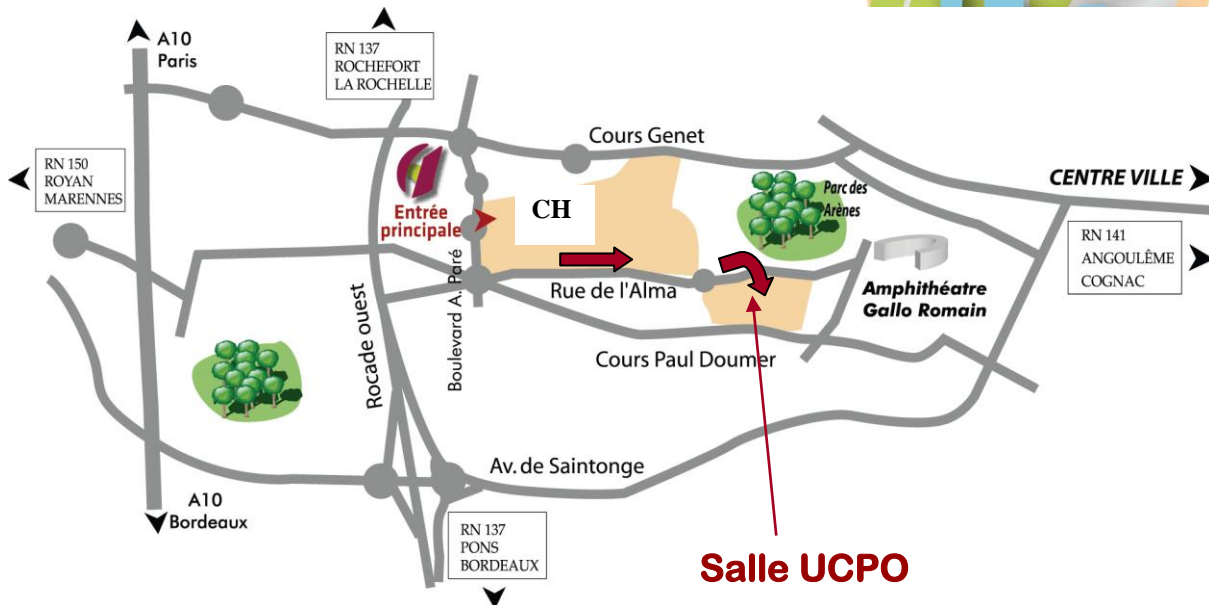 A10
Paris
RN 137
ROCHEFORT
LA ROCHELLE
Cours Genet
RN 150
ROYAN
MARENNES
Entrée
principale
CH
Parc des
Arènes
CENTRE VILLE
RN 141
ANGOULÊME
COGNAC
Boulevard A. Paré
Rue de l'Alma
Amphithéatre
Gallo Romain
Rocade ouest
Cours Paul Doumer
Av. de Saintonge
A10
Bordeaux
RN 137
PONS
BORDEAUX
Salle UCPO